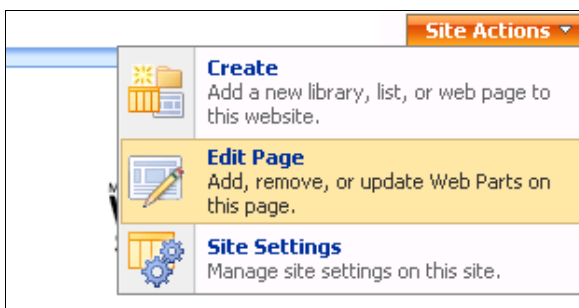 Site Actions
Create
Add a new library, list, or web page to
this website.
Edit Page
Add, remove, or update Web Parts on
this page.
Site Settings
Manage site settings on this site.